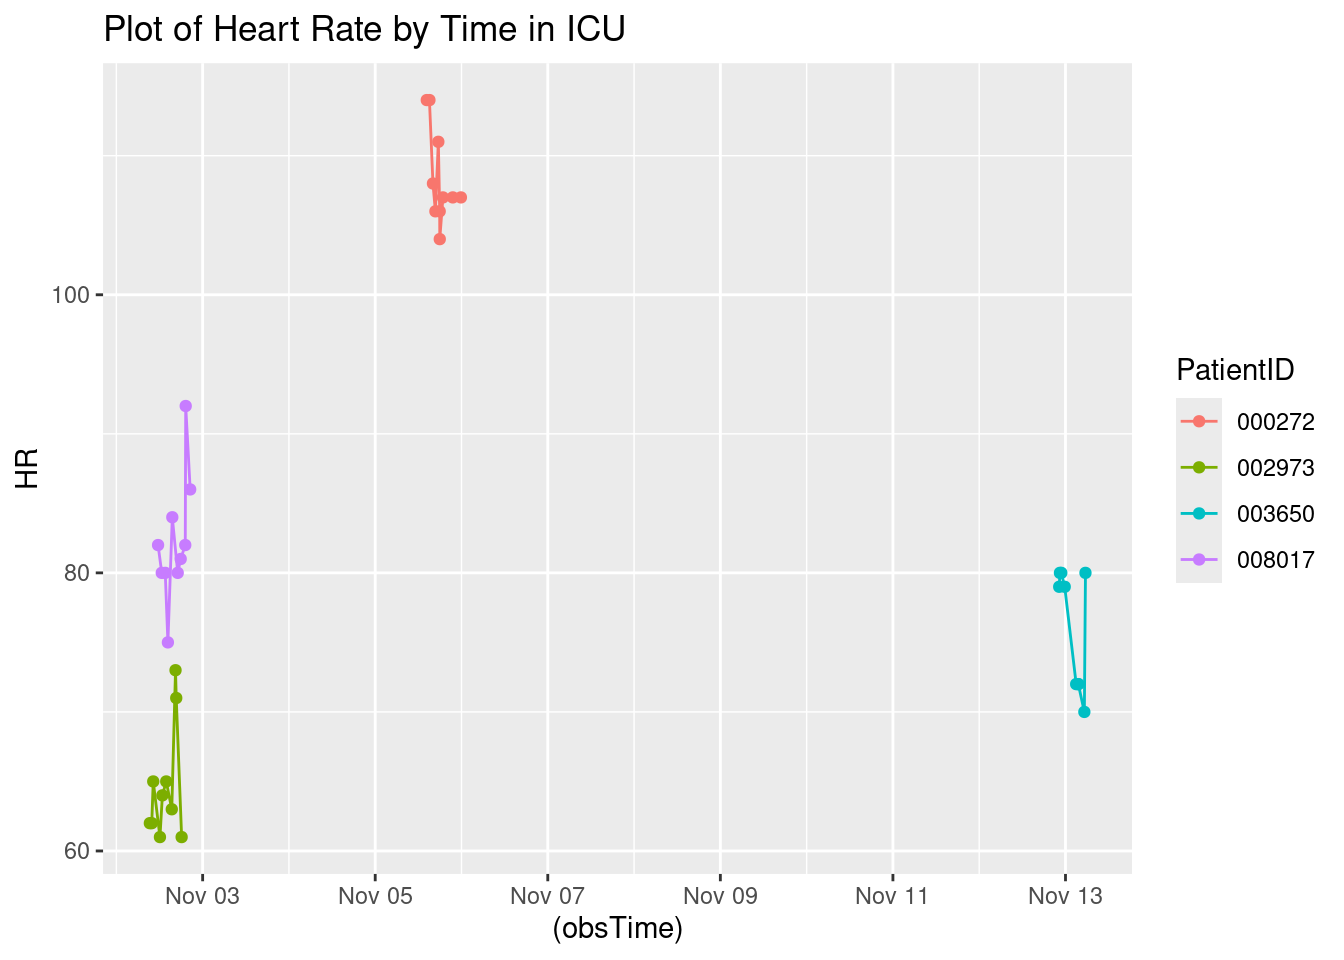 Plot of Heart Rate by Time in ICU
HR
100
80
60
Nov 03
Nov 05
Nov 07
Nov 09
Nov 11
Nov 13
(obsTime)
PatientID
000272
002973
003650
008017